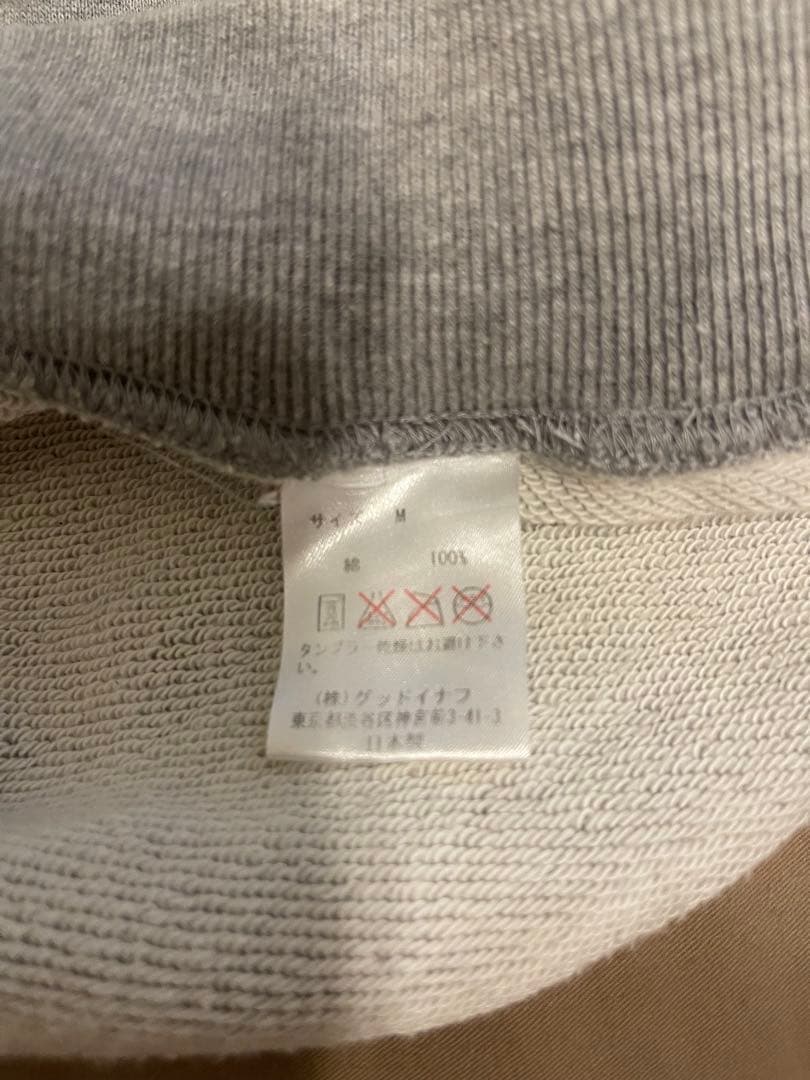 サイズ M
綿 100%
タンブラー乾燥はお避け下さ
い。
(株)グッドイナフ
東京都渋谷区神宮前3-41-3
日本製